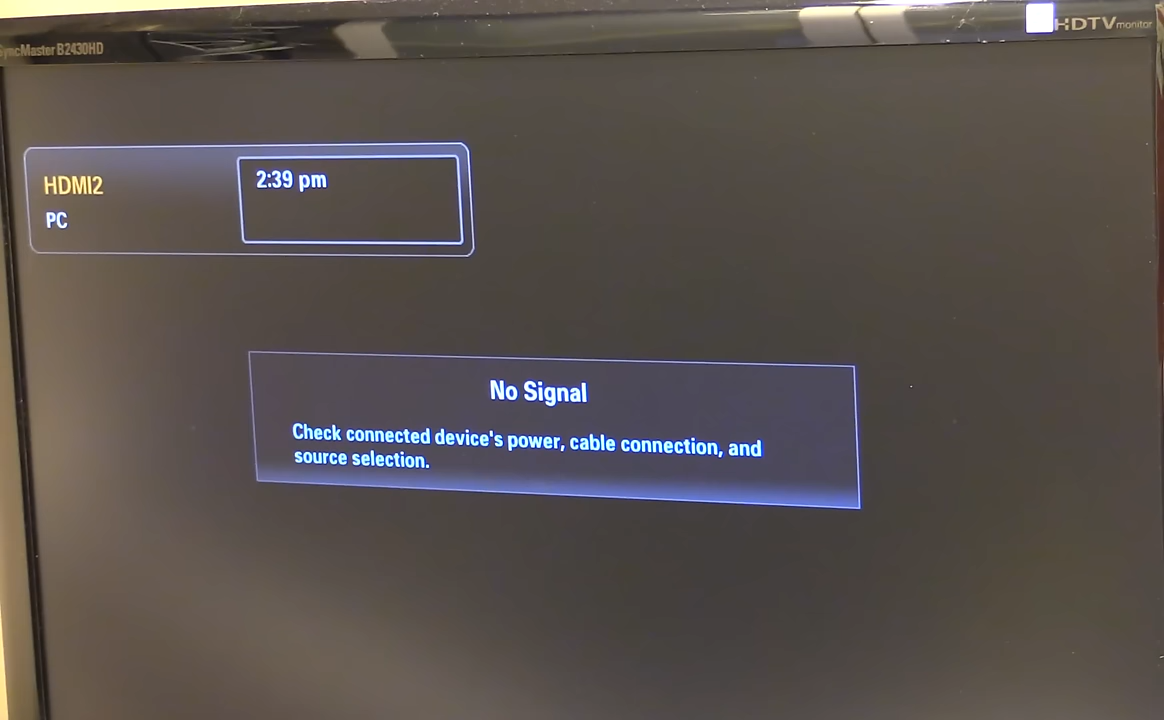 SyncMaster B2430HD
HDTV monitor
HDMI2
PC
2:39 pm
No Signal
Check connected device's power, cable connection, and
source selection.